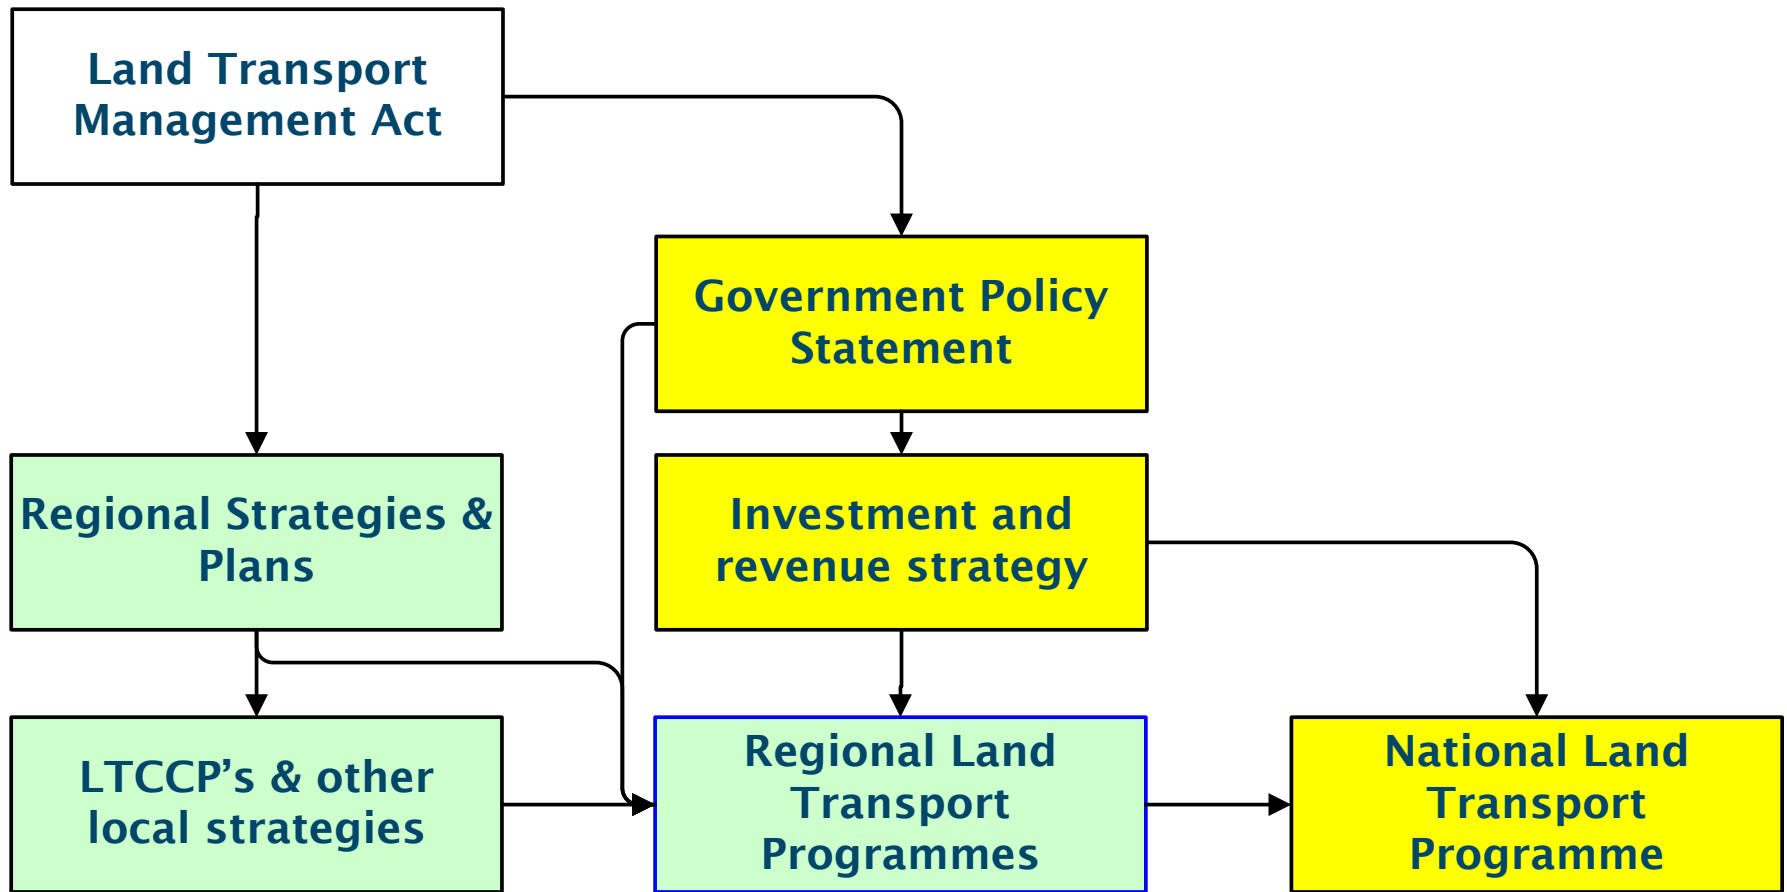 Land Transport
Management Act
Government Policy
Statement
Regional Strategies &
Plans
Investment and
revenue strategy
LTCCP’s & other
local strategies
Regional Land
Transport
Programmes
National Land
Transport
Programme